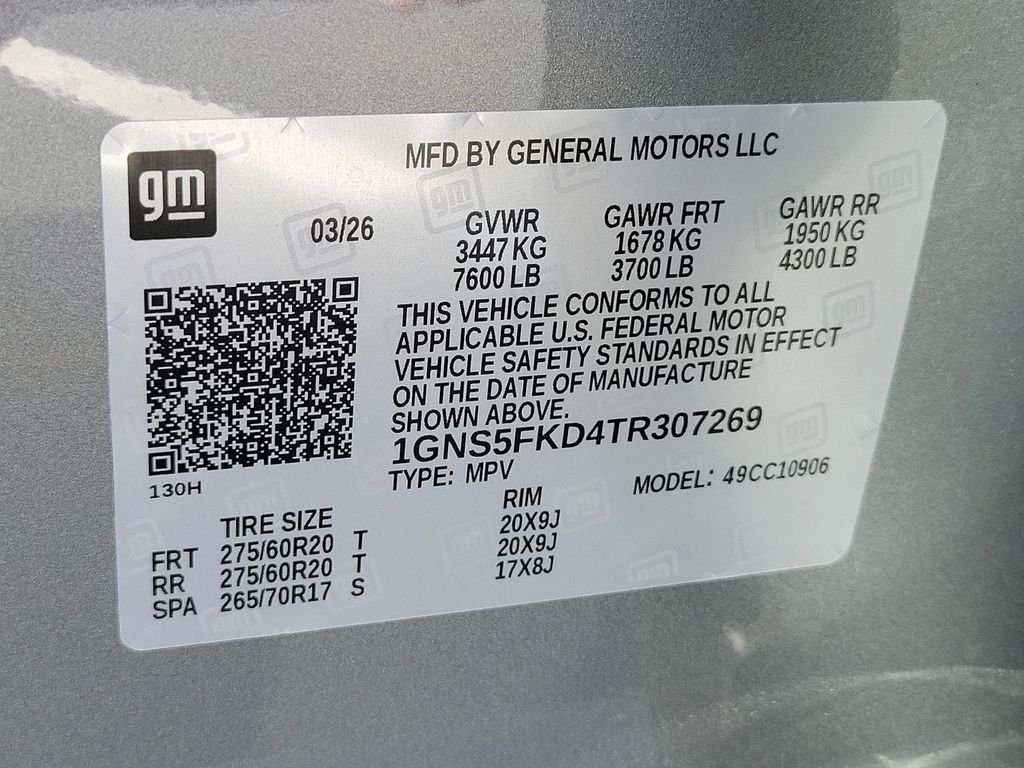 gm
MFD BY GENERAL MOTORS LLC
03/26
GVWR
3447 KG
7600 LB
GAWR FRT
1678 KG
3700 LB
GAWR RR
1950 KG
4300 LB
THIS VEHICLE CONFORMS TO ALL
APPLICABLE U.S. FEDERAL MOTOR
VEHICLE SAFETY STANDARDS IN EFFECT
ON THE DATE OF MANUFACTURE
SHOWN ABOVE.
1GNS5FKD4TR307269
TYPE: MPV
MODEL: 49CC10906
130H
TIRE SIZE RIM
FRT 275/60R20 T 20X9J
RR 275/60R20 T 20X9J
SPA 265/70R17 S 17X8J